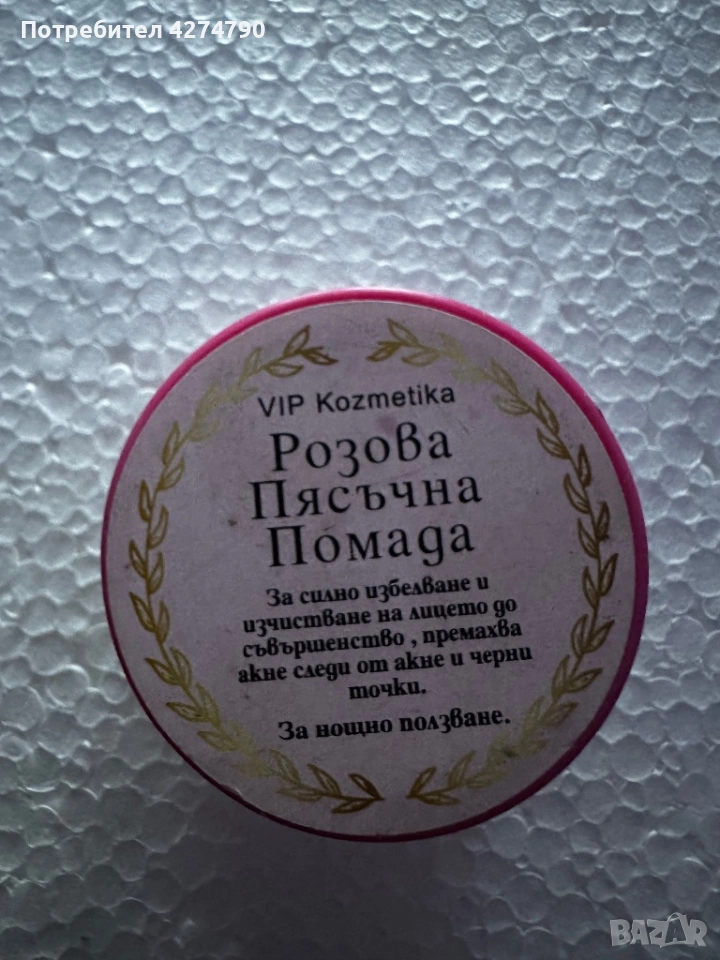 Потребител 4274790
VIP Kozmetika
Розова
Пясъчна
Помада
За силно избелване и
изчистване на лицето до
съвършенство , премахва
акне следи от акне и черни
точки.
За нощно ползване.
BAZAR